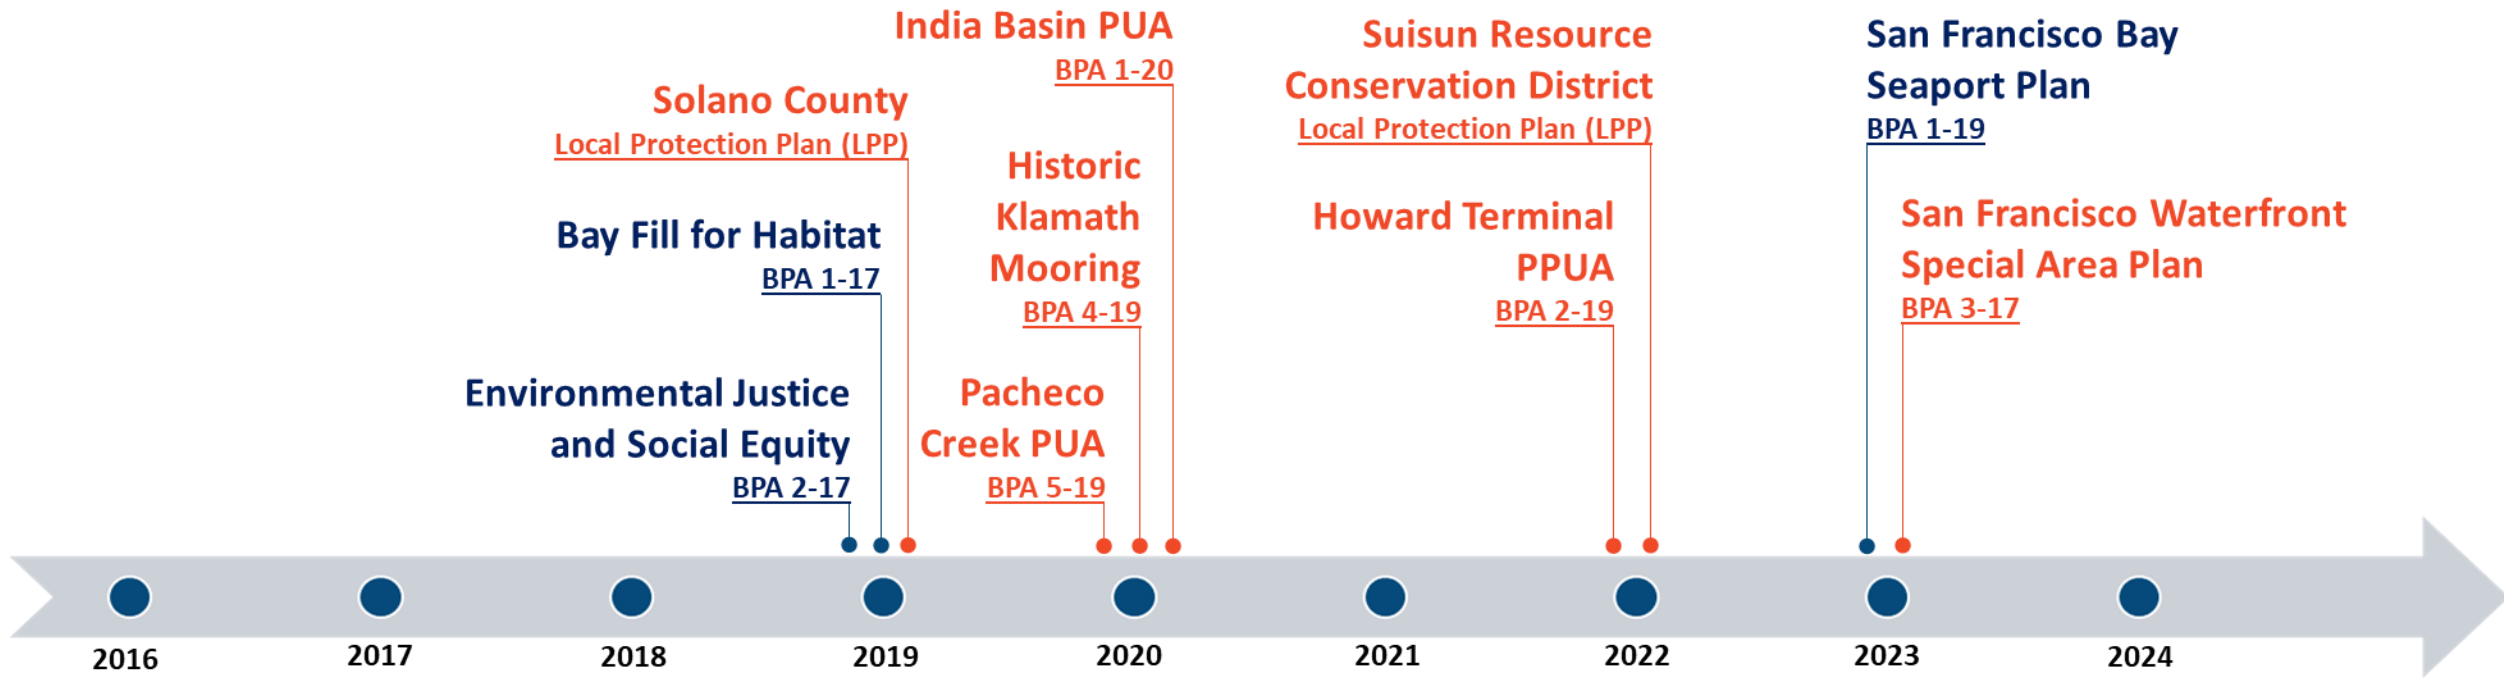 India Basin PUA
BPA 1-20
Solano County
Local Protection Plan (LPP)
Historic
Klamath
Mooring
BPA 4-19
Bay Fill for Habitat
BPA 1-17
Environmental Justice
and Social Equity
BPA 2-17
Pacheco
Creek PUA
BPA 5-19
Suisun Resource
Conservation District
Local Protection Plan (LPP)
Howard Terminal
PPUA
BPA 2-19
San Francisco Bay
Seaport Plan
BPA 1-19
San Francisco Waterfront
Special Area Plan
BPA 3-17
2016
2017
2018
2019
2020
2021
2022
2023
2024